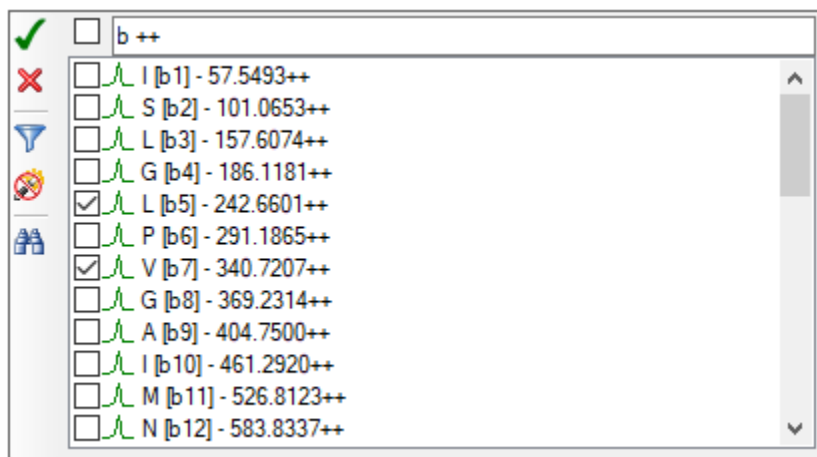 b ++
I [b1] - 57.5493++
S [b2] - 101.0653++
L [b3] - 157.6074++
G [b4] - 186.1181++
L [b5] - 242.6601++
P [b6] - 291.1865++
V [b7] - 340.7207++
G [b8] - 369.2314++
A [b9] - 404.7500++
I [b10] - 461.2920++
M [b11] - 526.8123++
N [b12] - 583.8337++